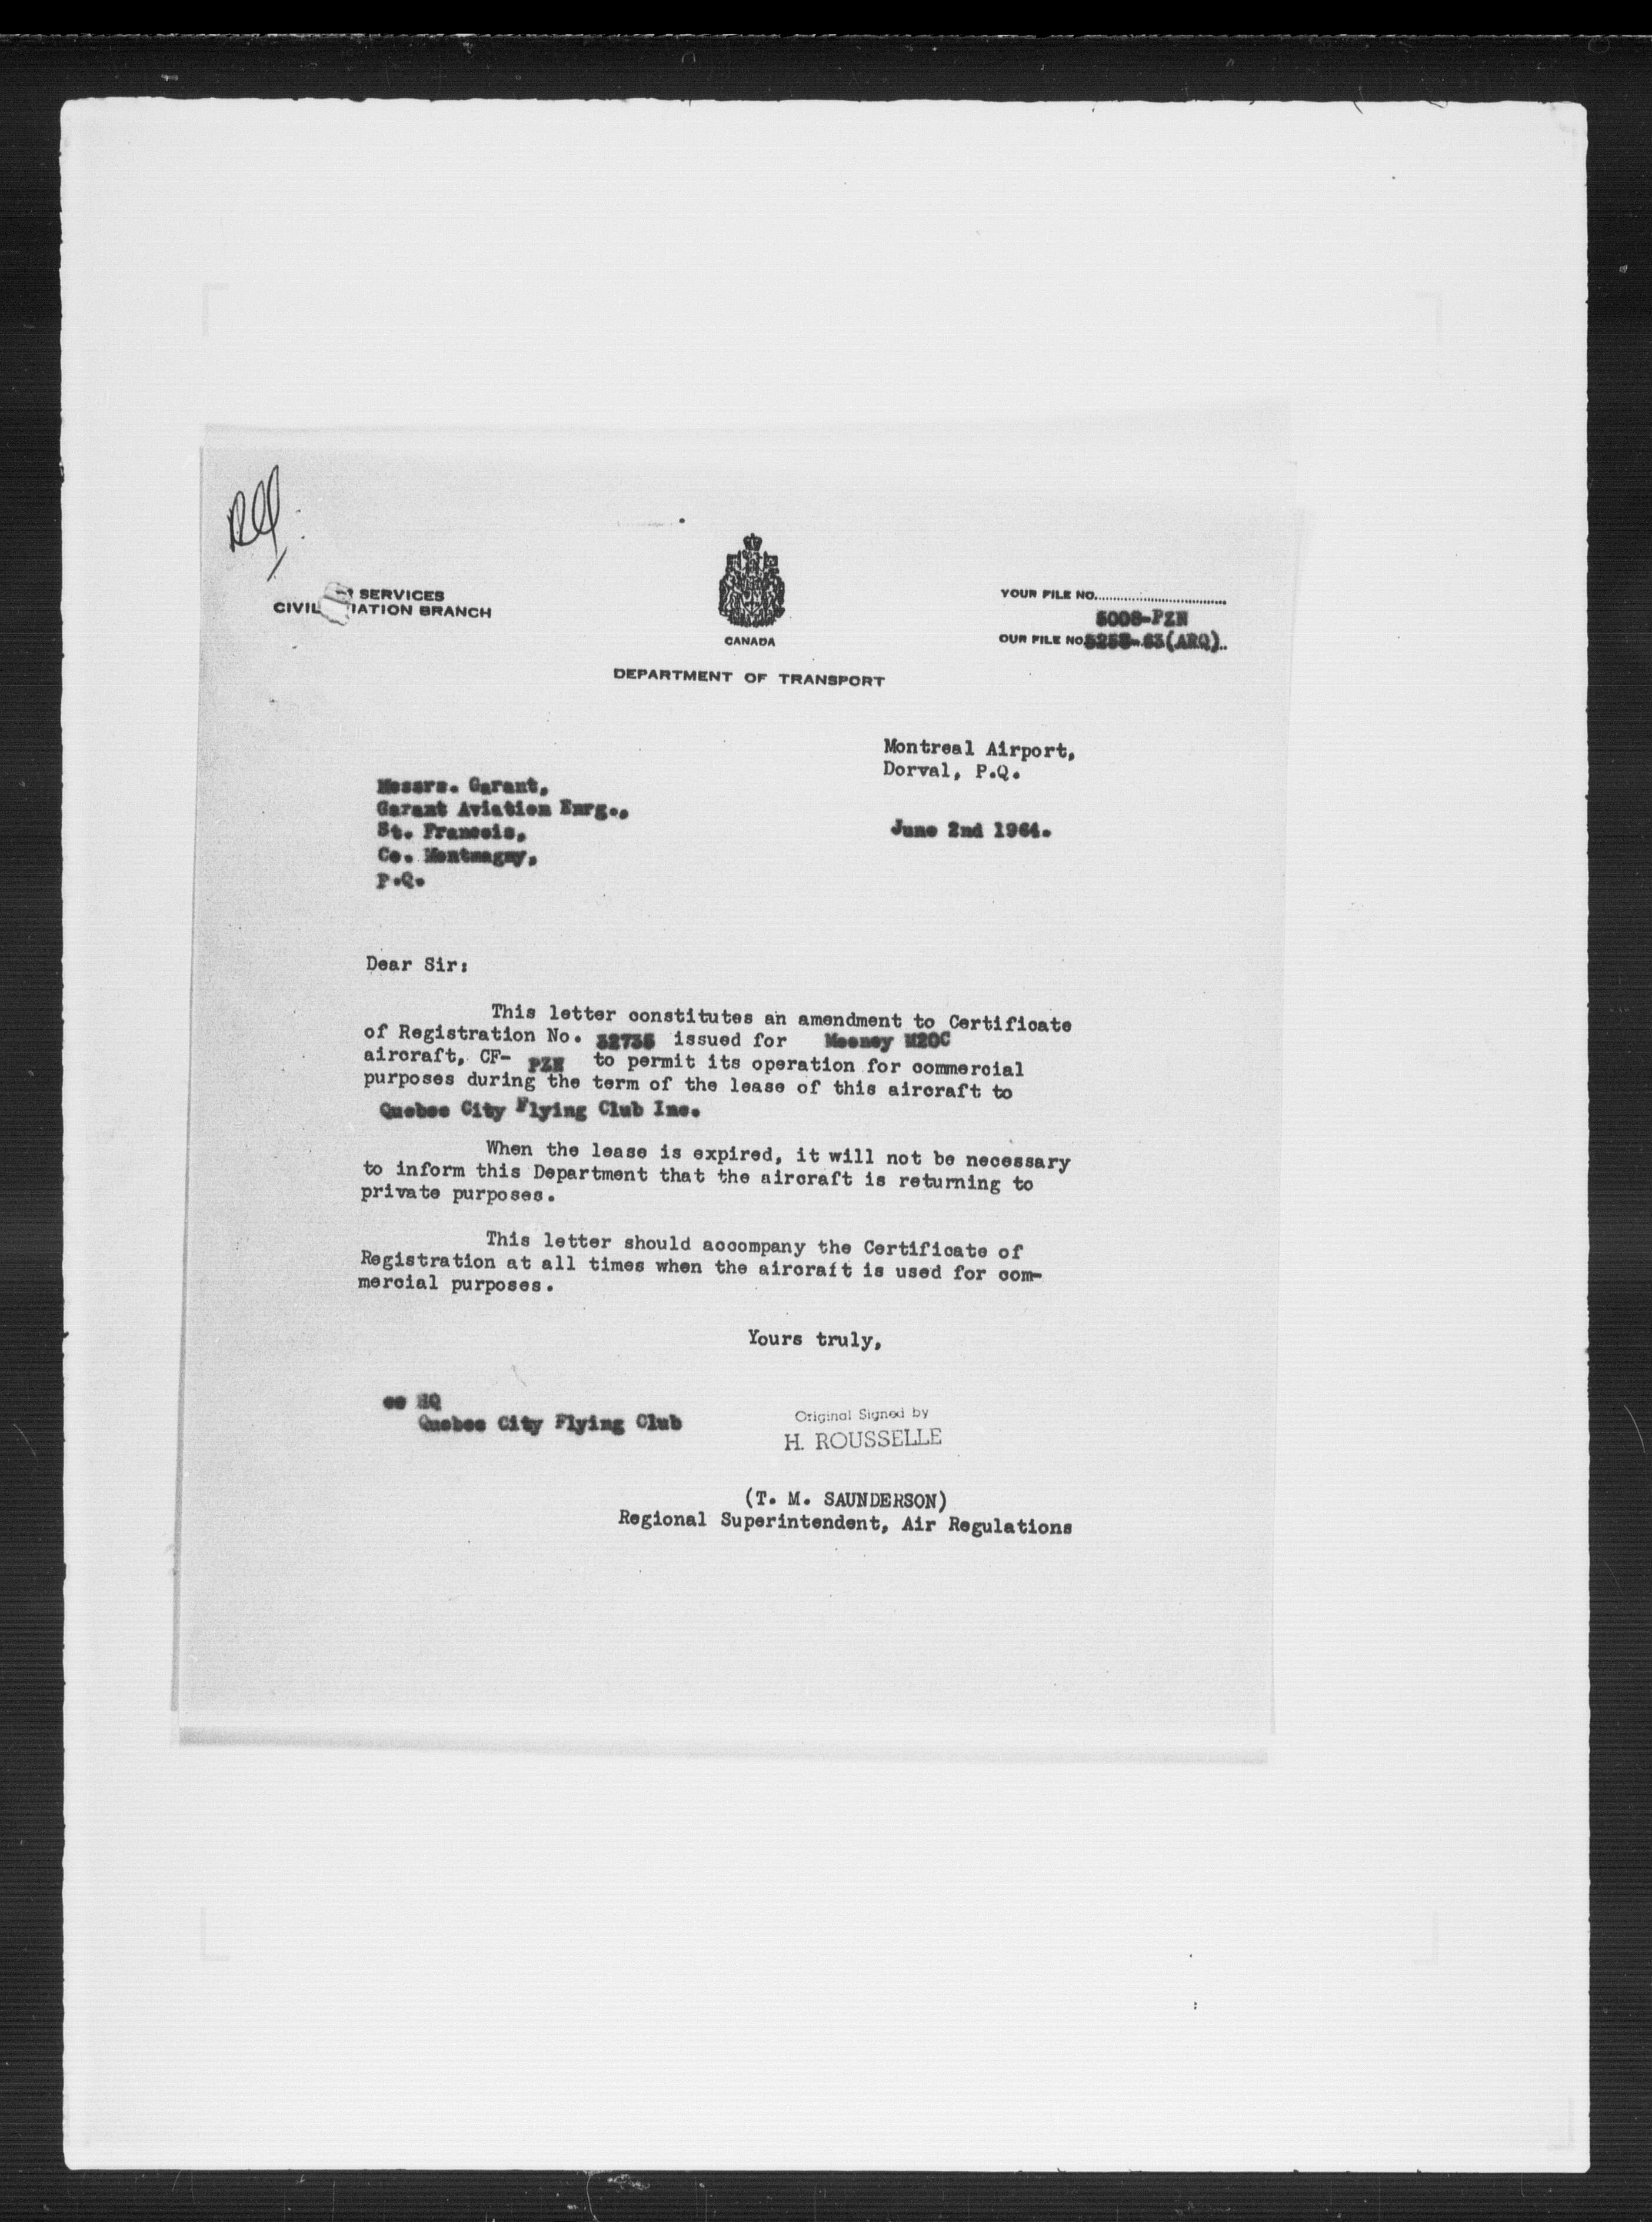 SERVICES
CIVIL IATION BRANCH
CANADA
DEPARTMENT OF TRANSPORT
YOUR FILE NO.
5008-PZN
OUR FILE NO. 5258-63(ARQ)
Montreal Airport,
Dorval, P.Q.
June 2nd 1964.
Messrs. Garant,
Garant Aviation Enrg.,
St. Francois,
Co. Montmagny,
P.Q.
Dear Sir:
This letter constitutes an amendment to Certificate
of Registration No. 32735 issued for Mooney M20C
aircraft, CF- PZN to permit its operation for commercial
purposes during the term of the lease of this aircraft to
Quebec City Flying Club Inc.
When the lease is expired, it will not be necessary
to inform this Department that the aircraft is returning to
private purposes.
This letter should accompany the Certificate of
Registration at all times when the aircraft is used for com-
mercial purposes.
Yours truly,
cc HQ
Quebec City Flying Club
Original Signed by
H. ROUSSELLE
(T. M. SAUNDERSON)
Regional Superintendent, Air Regulations